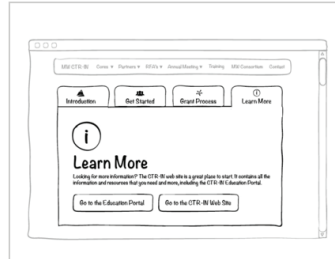 MW CTR-IN Cores ▾ Partners ▾ RFA's ▾ Annual Meeting ▾ Training MW Consortium Contact
Introduction Get Started Grant Process Learn More
Learn More
Looking for more information? The CTR-IN web site is a great place to start. It contains all the
information and resources that you need and more, including the CTR-IN Education Portal.
Go to the Education Portal Go to the CTR-IN Web Site